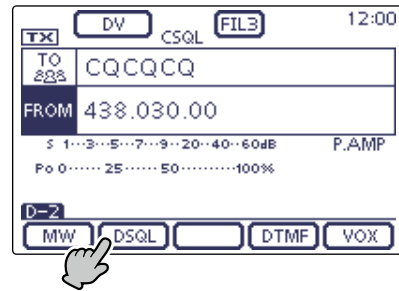 TX DV CSQL FIL3 12:00
TO CQCQCQ
FROM 438.030.00
S 1···3···5···7···9··20··40··60dB P.AMP
Po 0······25······50·········100%
D-2
MW DSQL DTMF VOX